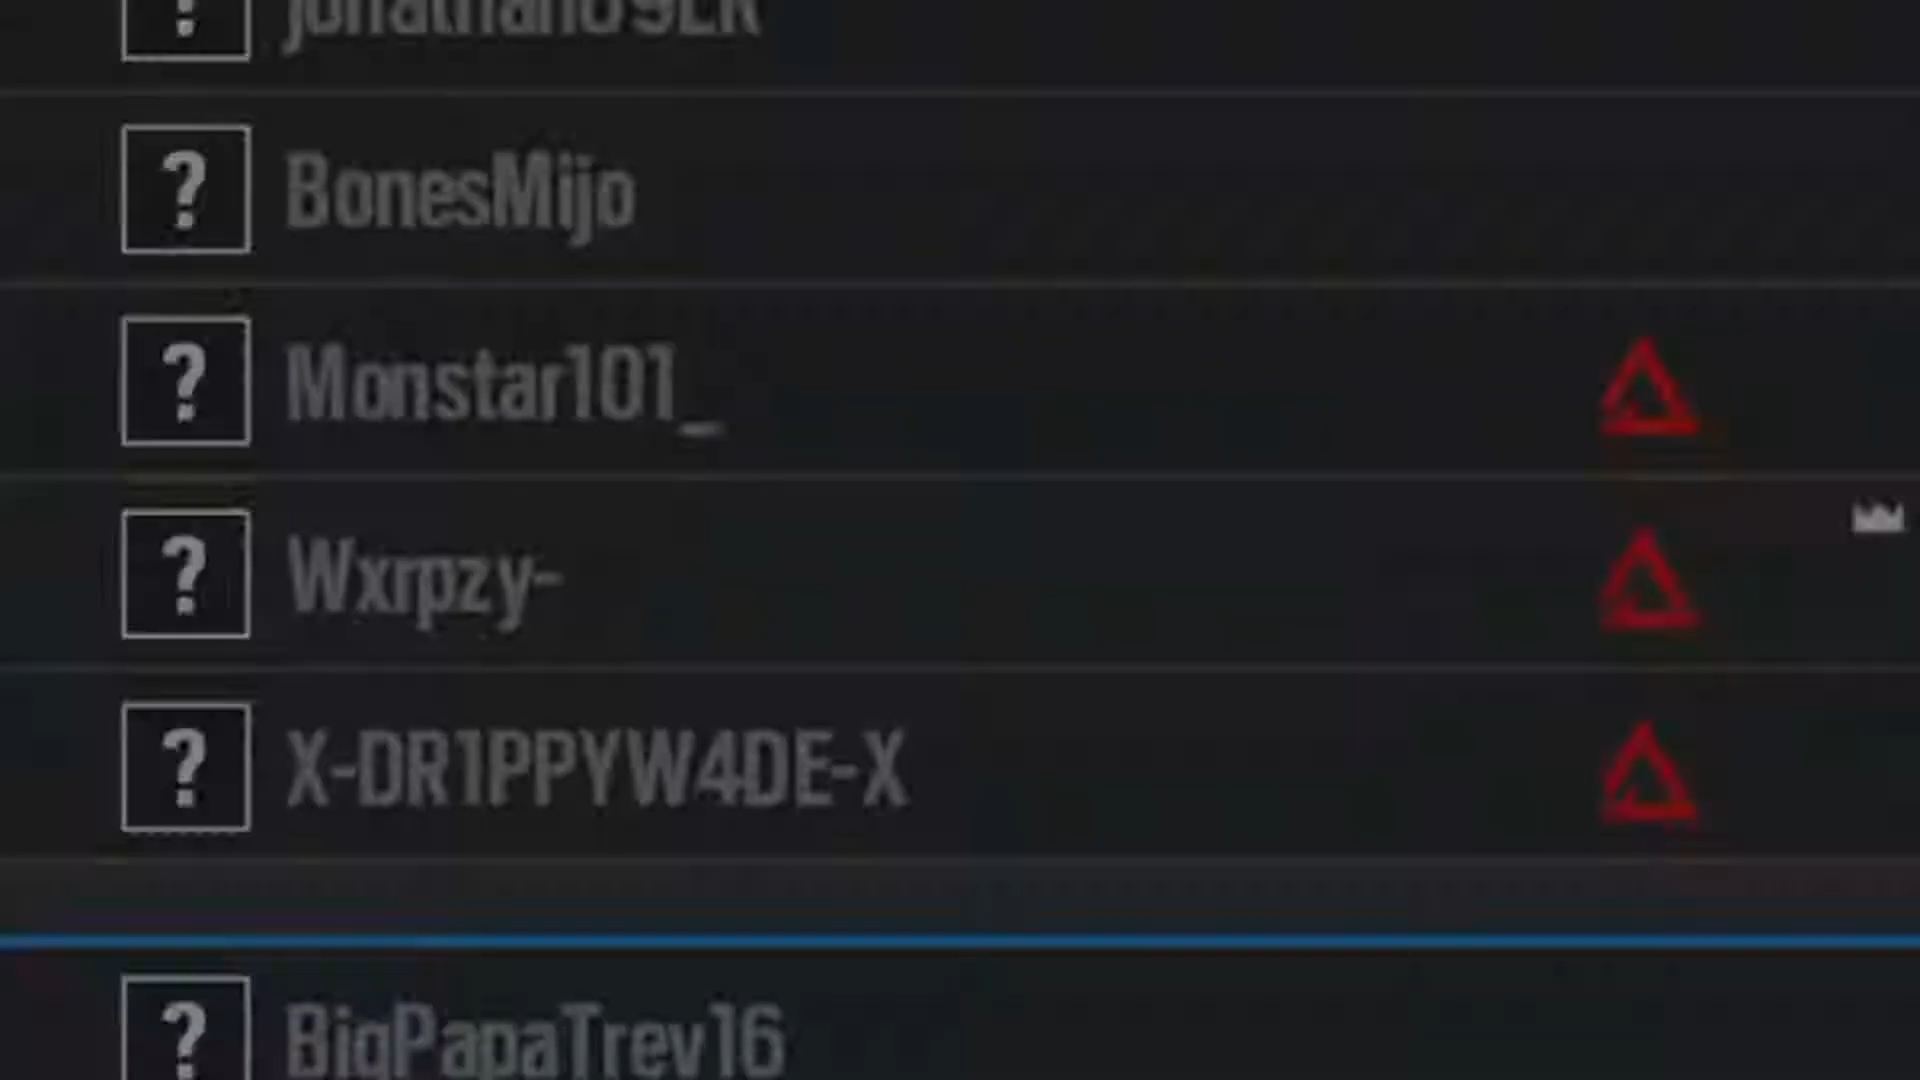 ?
? BonesMijo
? Monstar101_
? Wxrpzy-
? X-DR1PPYW4DE-X
? BigPapaTrev16